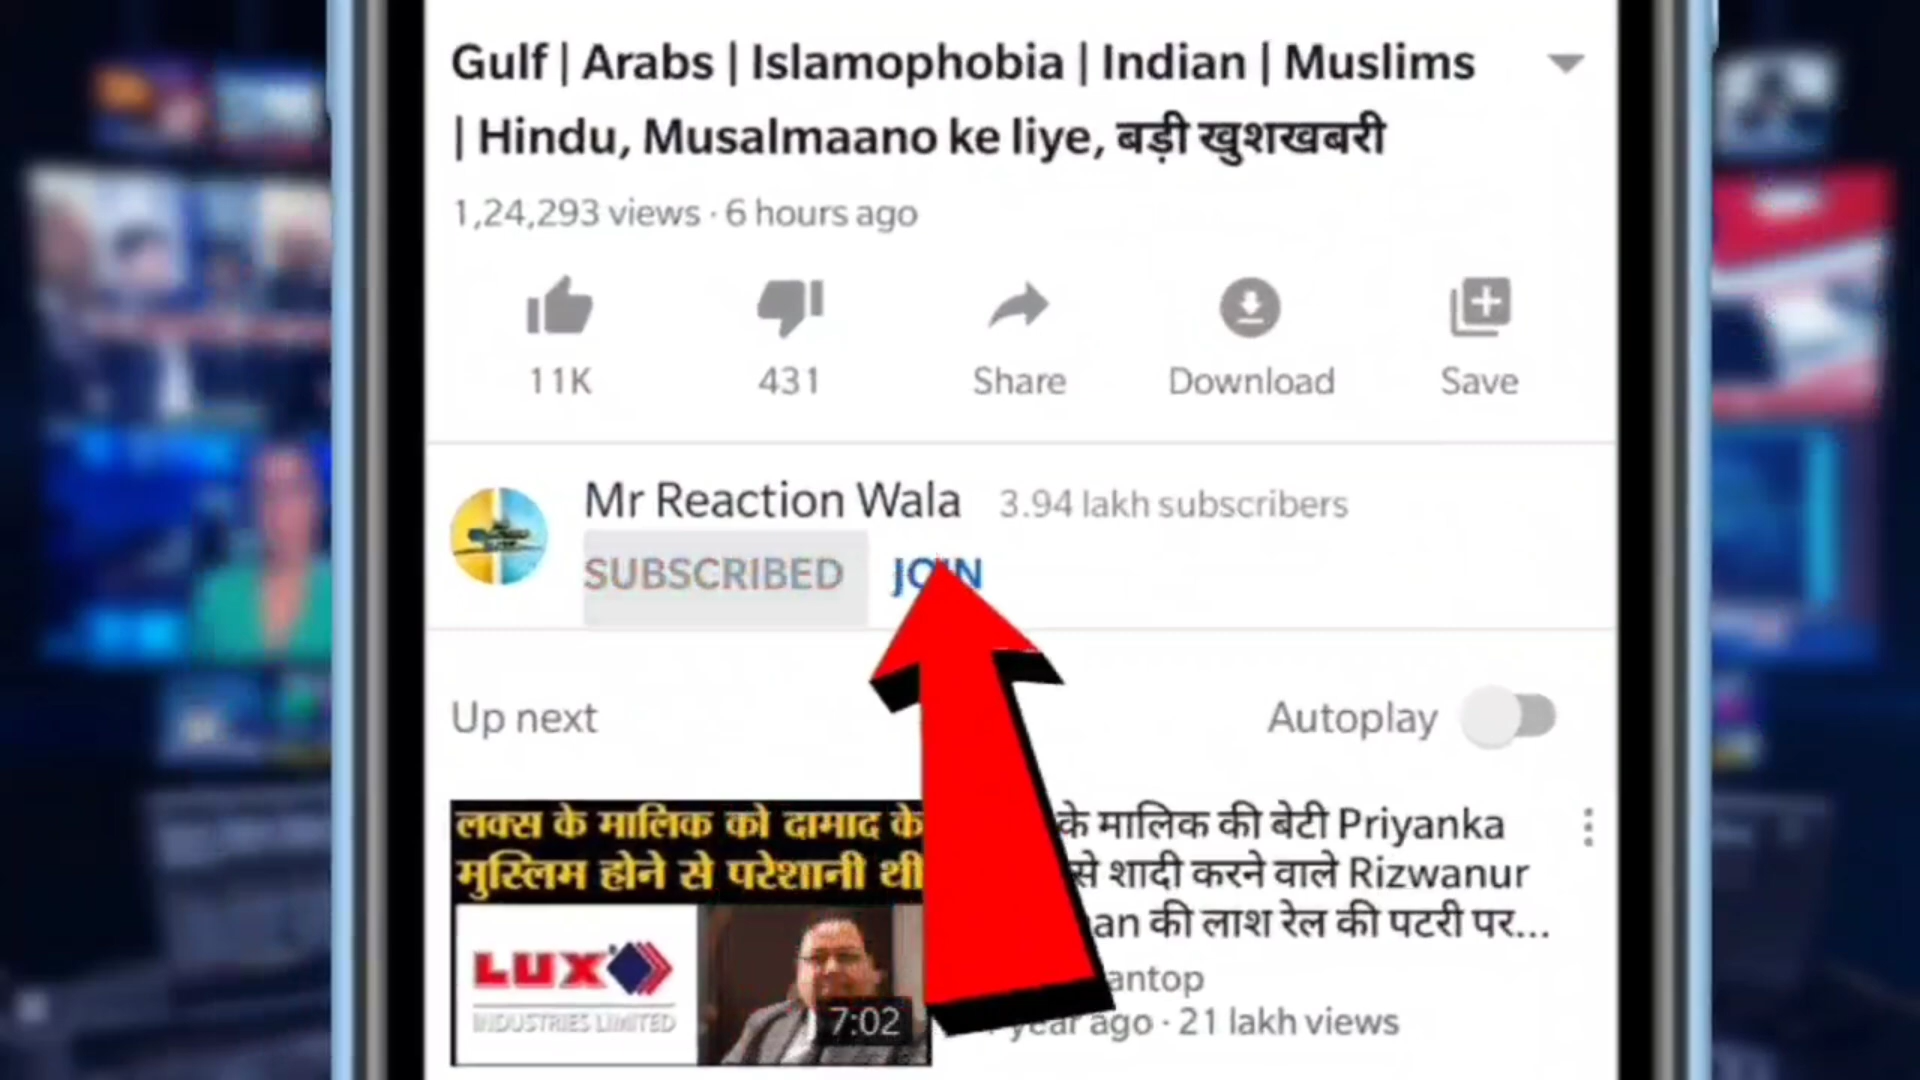 Gulf | Arabs | Islamophobia | Indian | Muslims
| Hindu, Musalmaano ke liye, बड़ी खुशखबरी
1,24,293 views · 6 hours ago
11K 431 Share Download Save
Mr Reaction Wala 3.94 lakh subscribers
SUBSCRIBED JOIN
Up next Autoplay
लक्स के मालिक को दामाद के
मुस्लिम होने से परेशानी थी
LUX
INDUSTRIES LIMITED
7:02
के मालिक की बेटी Priyanka
से शादी करने वाले Rizwanur
an की लाश रेल की पटरी पर...
antop
year ago · 21 lakh views